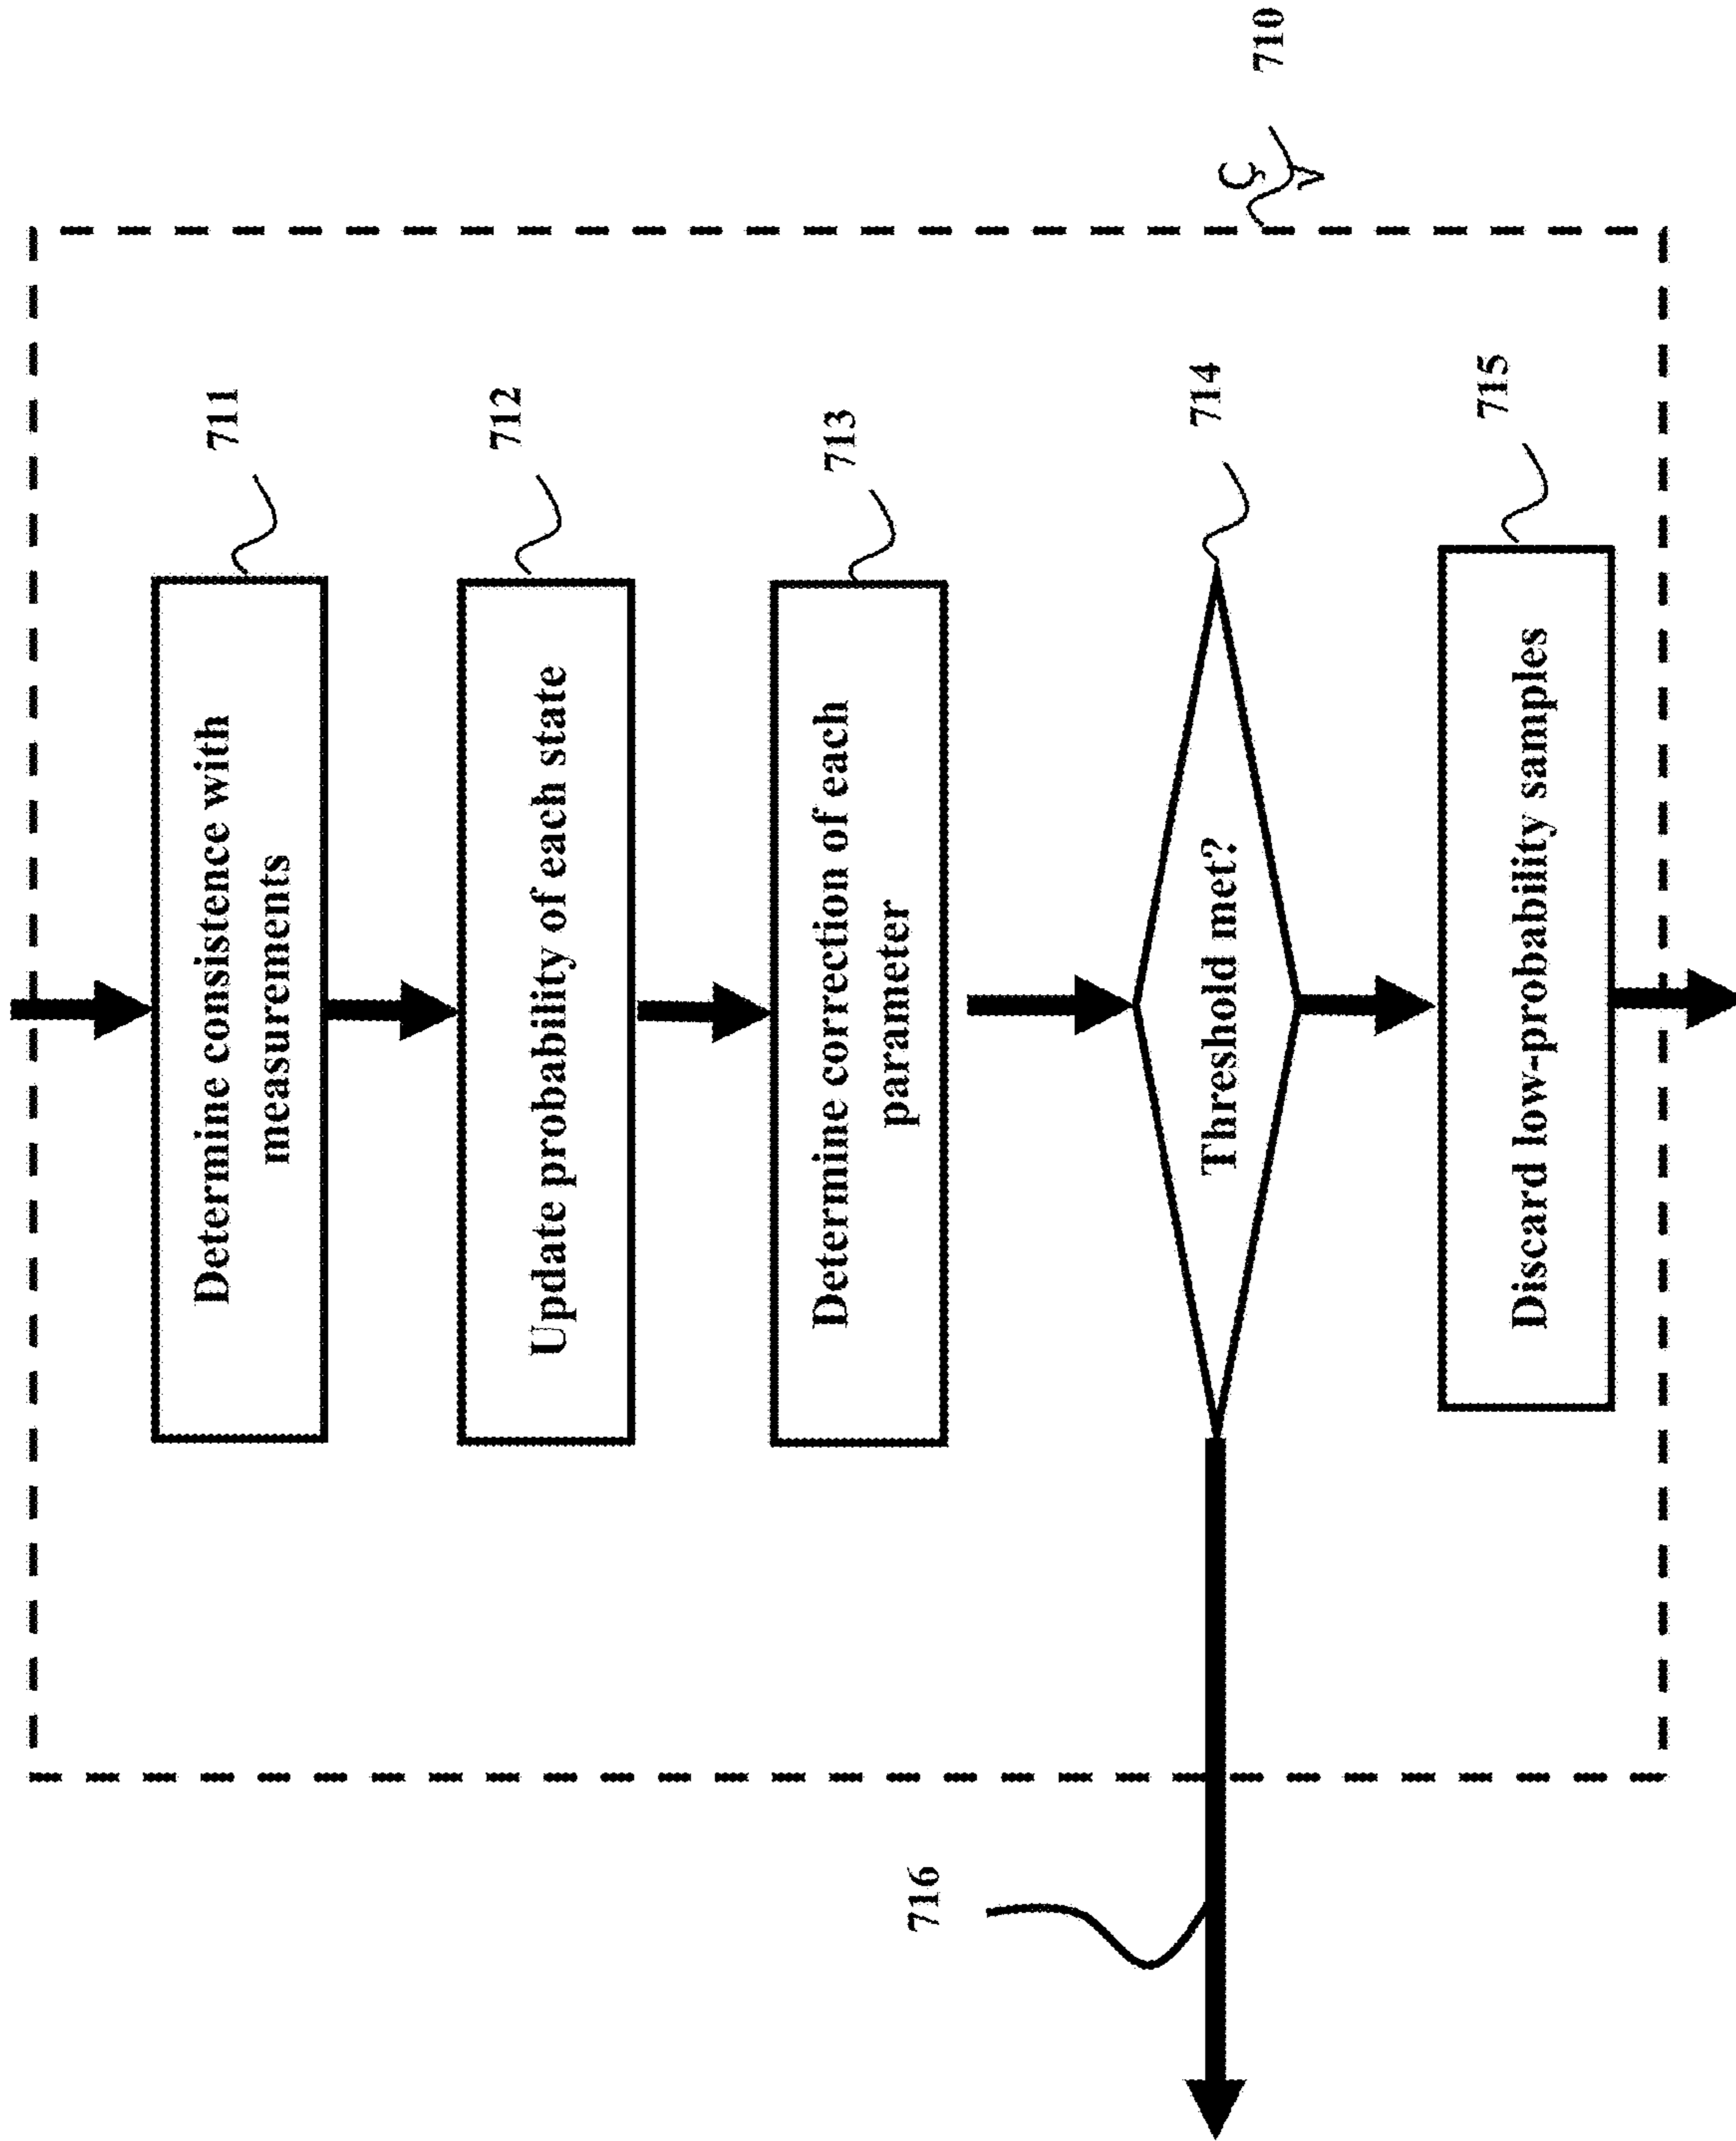 710
Determine consistence with
measurements
711
Update probability of each state
712
Determine correction of each
parameter
713
Threshold met?
714
716
Discard low-probability samples
715